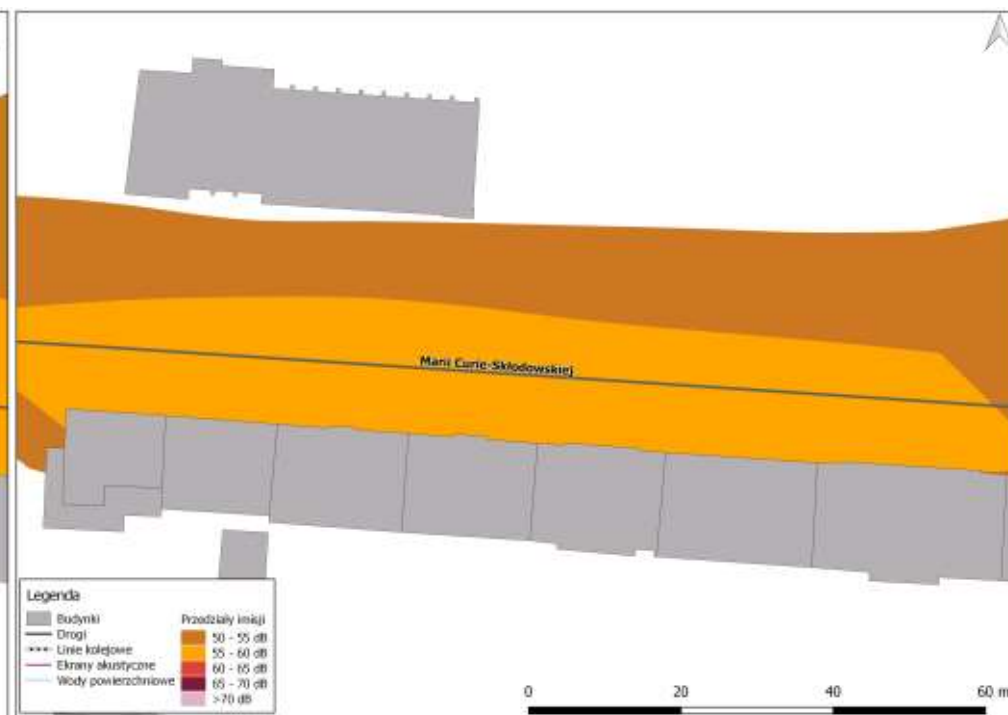 Marii Curie-Skłodowskiej
Legenda
Budynki
Drogi
Linie kolejowe
Ekrany akustyczne
Wody powierzchniowe
Przedziały imisji
50 - 55 dB
55 - 60 dB
60 - 65 dB
65 - 70 dB
>70 dB
0 20 40 60 m